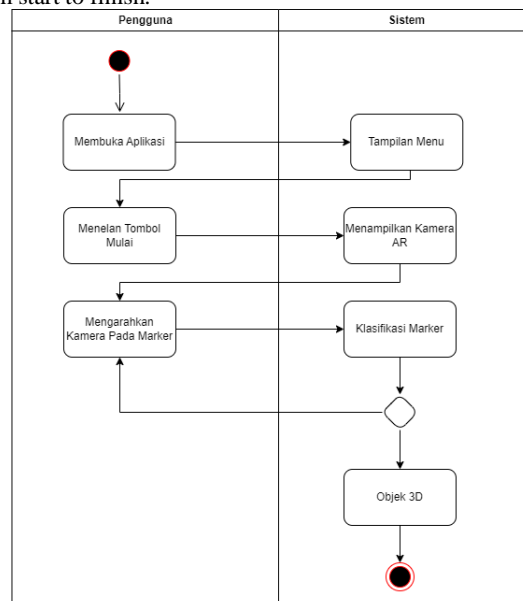 start to finish.
Pengguna
Sistem
Membuka Aplikasi
Tampilan Menu
Menelan Tombol
Mulai
Menampilkan Kamera
AR
Mengarahkan
Kamera Pada Marker
Klasifikasi Marker
Objek 3D